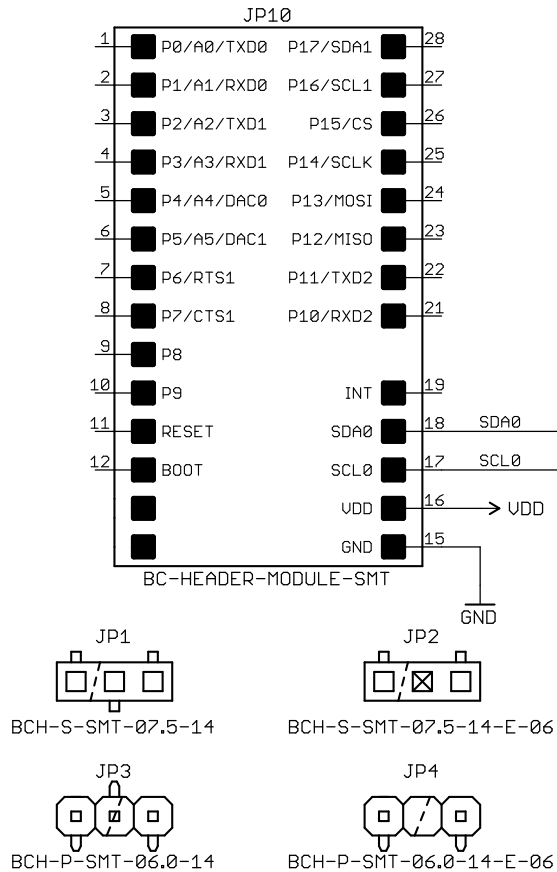 JP10
1 P0/A0/TXD0 P17/SDA1 28
2 P1/A1/RXD0 P16/SCL1 27
3 P2/A2/TXD1 P15/CS 26
4 P3/A3/RXD1 P14/SCLK 25
5 P4/A4/DAC0 P13/MOSI 24
6 P5/A5/DAC1 P12/MISO 23
7 P6/RTS1 P11/TXD2 22
8 P7/CTS1 P10/RXD2 21
9 P8
10 P9 INT 19
11 RESET SDA0 18 SDA0
12 BOOT SCL0 17 SCL0
VDD 16 VDD
GND 15
BC-HEADER-MODULE-SMT
GND
JP1 JP2
BCH-S-SMT-07.5-14 BCH-S-SMT-07.5-14-E-06
JP3 JP4
BCH-P-SMT-06.0-14 BCH-P-SMT-06.0-14-E-06